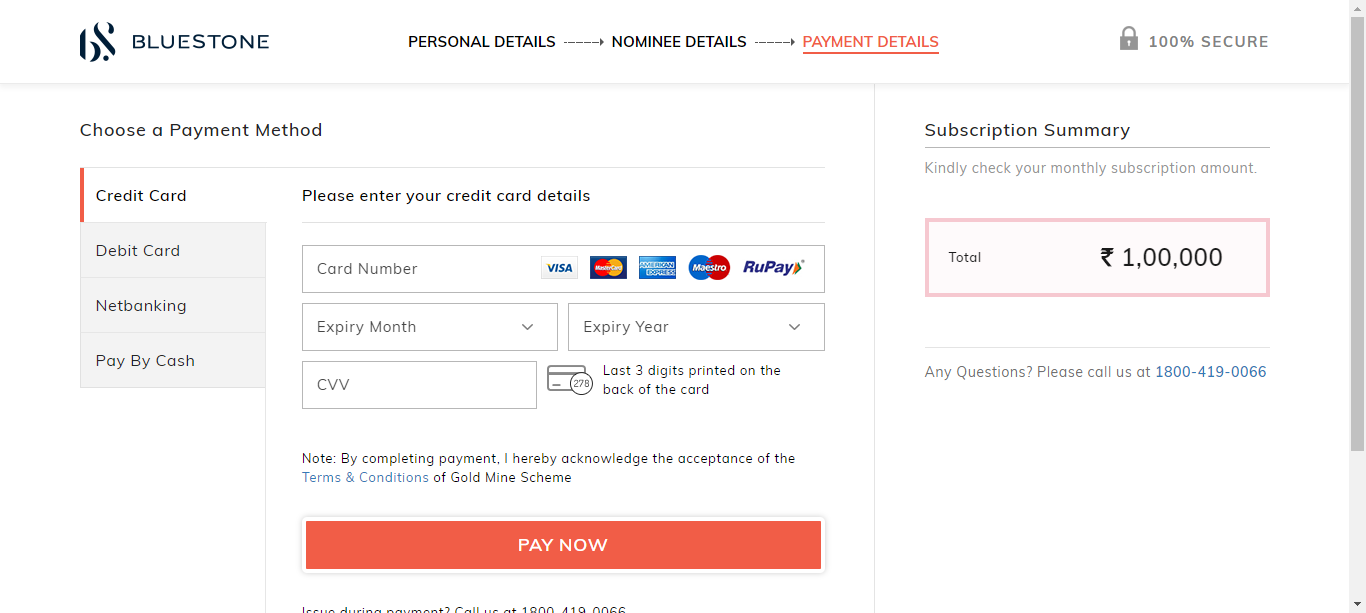 BLUESTONE
PERSONAL DETAILS NOMINEE DETAILS PAYMENT DETAILS
100% SECURE
Choose a Payment Method
Credit Card
Debit Card
Netbanking
Pay By Cash
Please enter your credit card details
Card Number VISA MasterCard AMERICAN EXPRESS Maestro RuPay
Expiry Month Expiry Year
CVV
278
Last 3 digits printed on the
back of the card
Note: By completing payment, I hereby acknowledge the acceptance of the
Terms & Conditions of Gold Mine Scheme
PAY NOW
Issue during payment? Call us at 1800-419-0066
Subscription Summary
Kindly check your monthly subscription amount.
Total ₹ 1,00,000
Any Questions? Please call us at 1800-419-0066